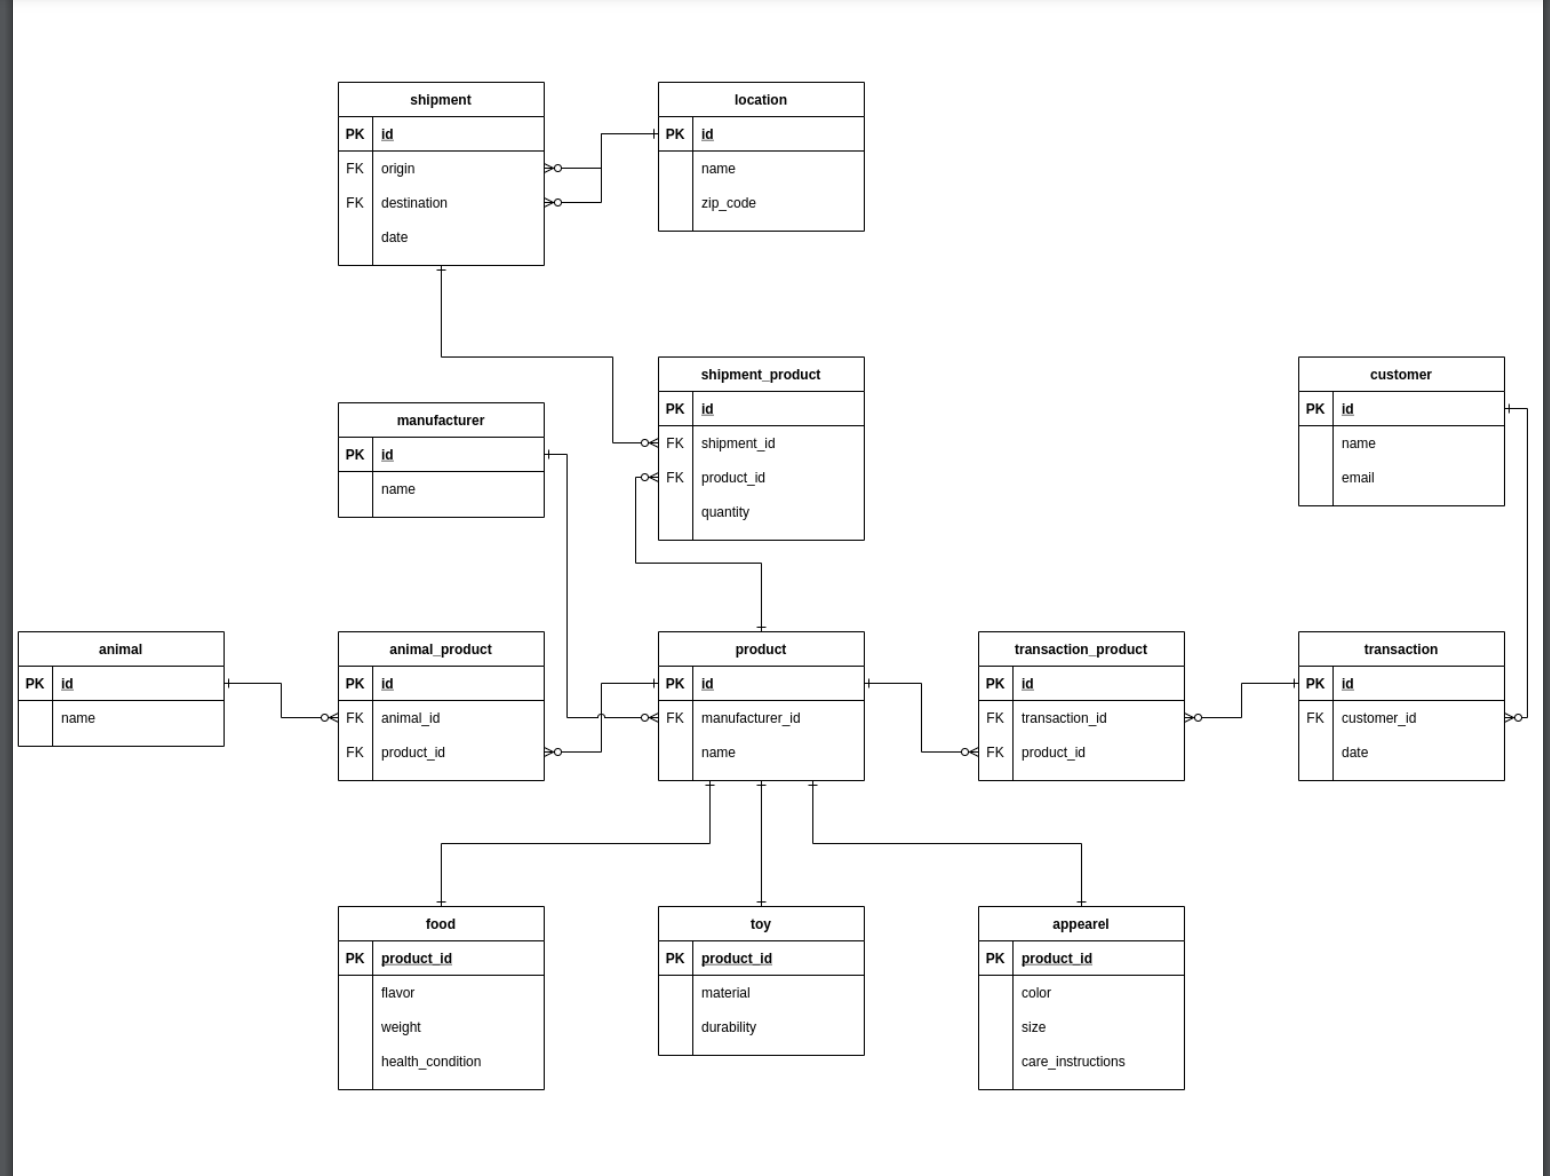 shipment
PK id
FK origin
FK destination
date
location
PK id
name
zip_code
shipment_product
PK id
FK shipment_id
FK product_id
quantity
customer
PK id
name
email
manufacturer
PK id
name
animal
PK id
name
animal_product
PK id
FK animal_id
FK product_id
product
PK id
FK manufacturer_id
name
transaction_product
PK id
FK transaction_id
FK product_id
transaction
PK id
FK customer_id
date
food
PK product_id
flavor
weight
health_condition
toy
PK product_id
material
durability
appearel
PK product_id
color
size
care_instructions